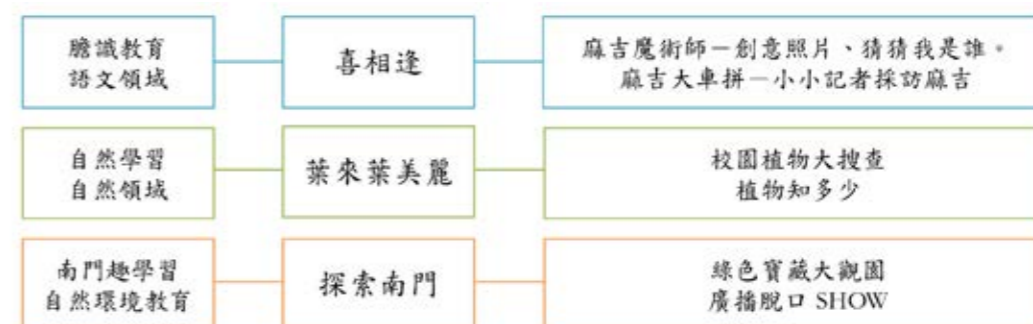 膽識教育
語文領域
喜相逢
麻吉魔術師－創意照片、猜猜我是誰。
麻吉大車拼－小小記者採訪麻吉
自然學習
自然領域
葉來葉美麗
校園植物大搜查
植物知多少
南門趣學習
自然環境教育
探索南門
綠色寶藏大觀園
廣播脫口 SHOW